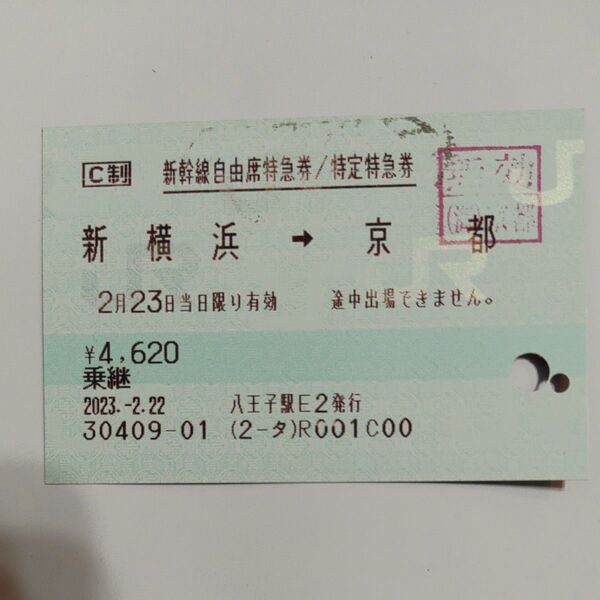 C制 新幹線自由席特急券/特定特急券
新横浜 → 京都
2月23日当日限り有効 途中出場できません。
¥4,620
乗継
2023.-2.22 八王子駅E2発行
30409-01 (2-タ)R001C00